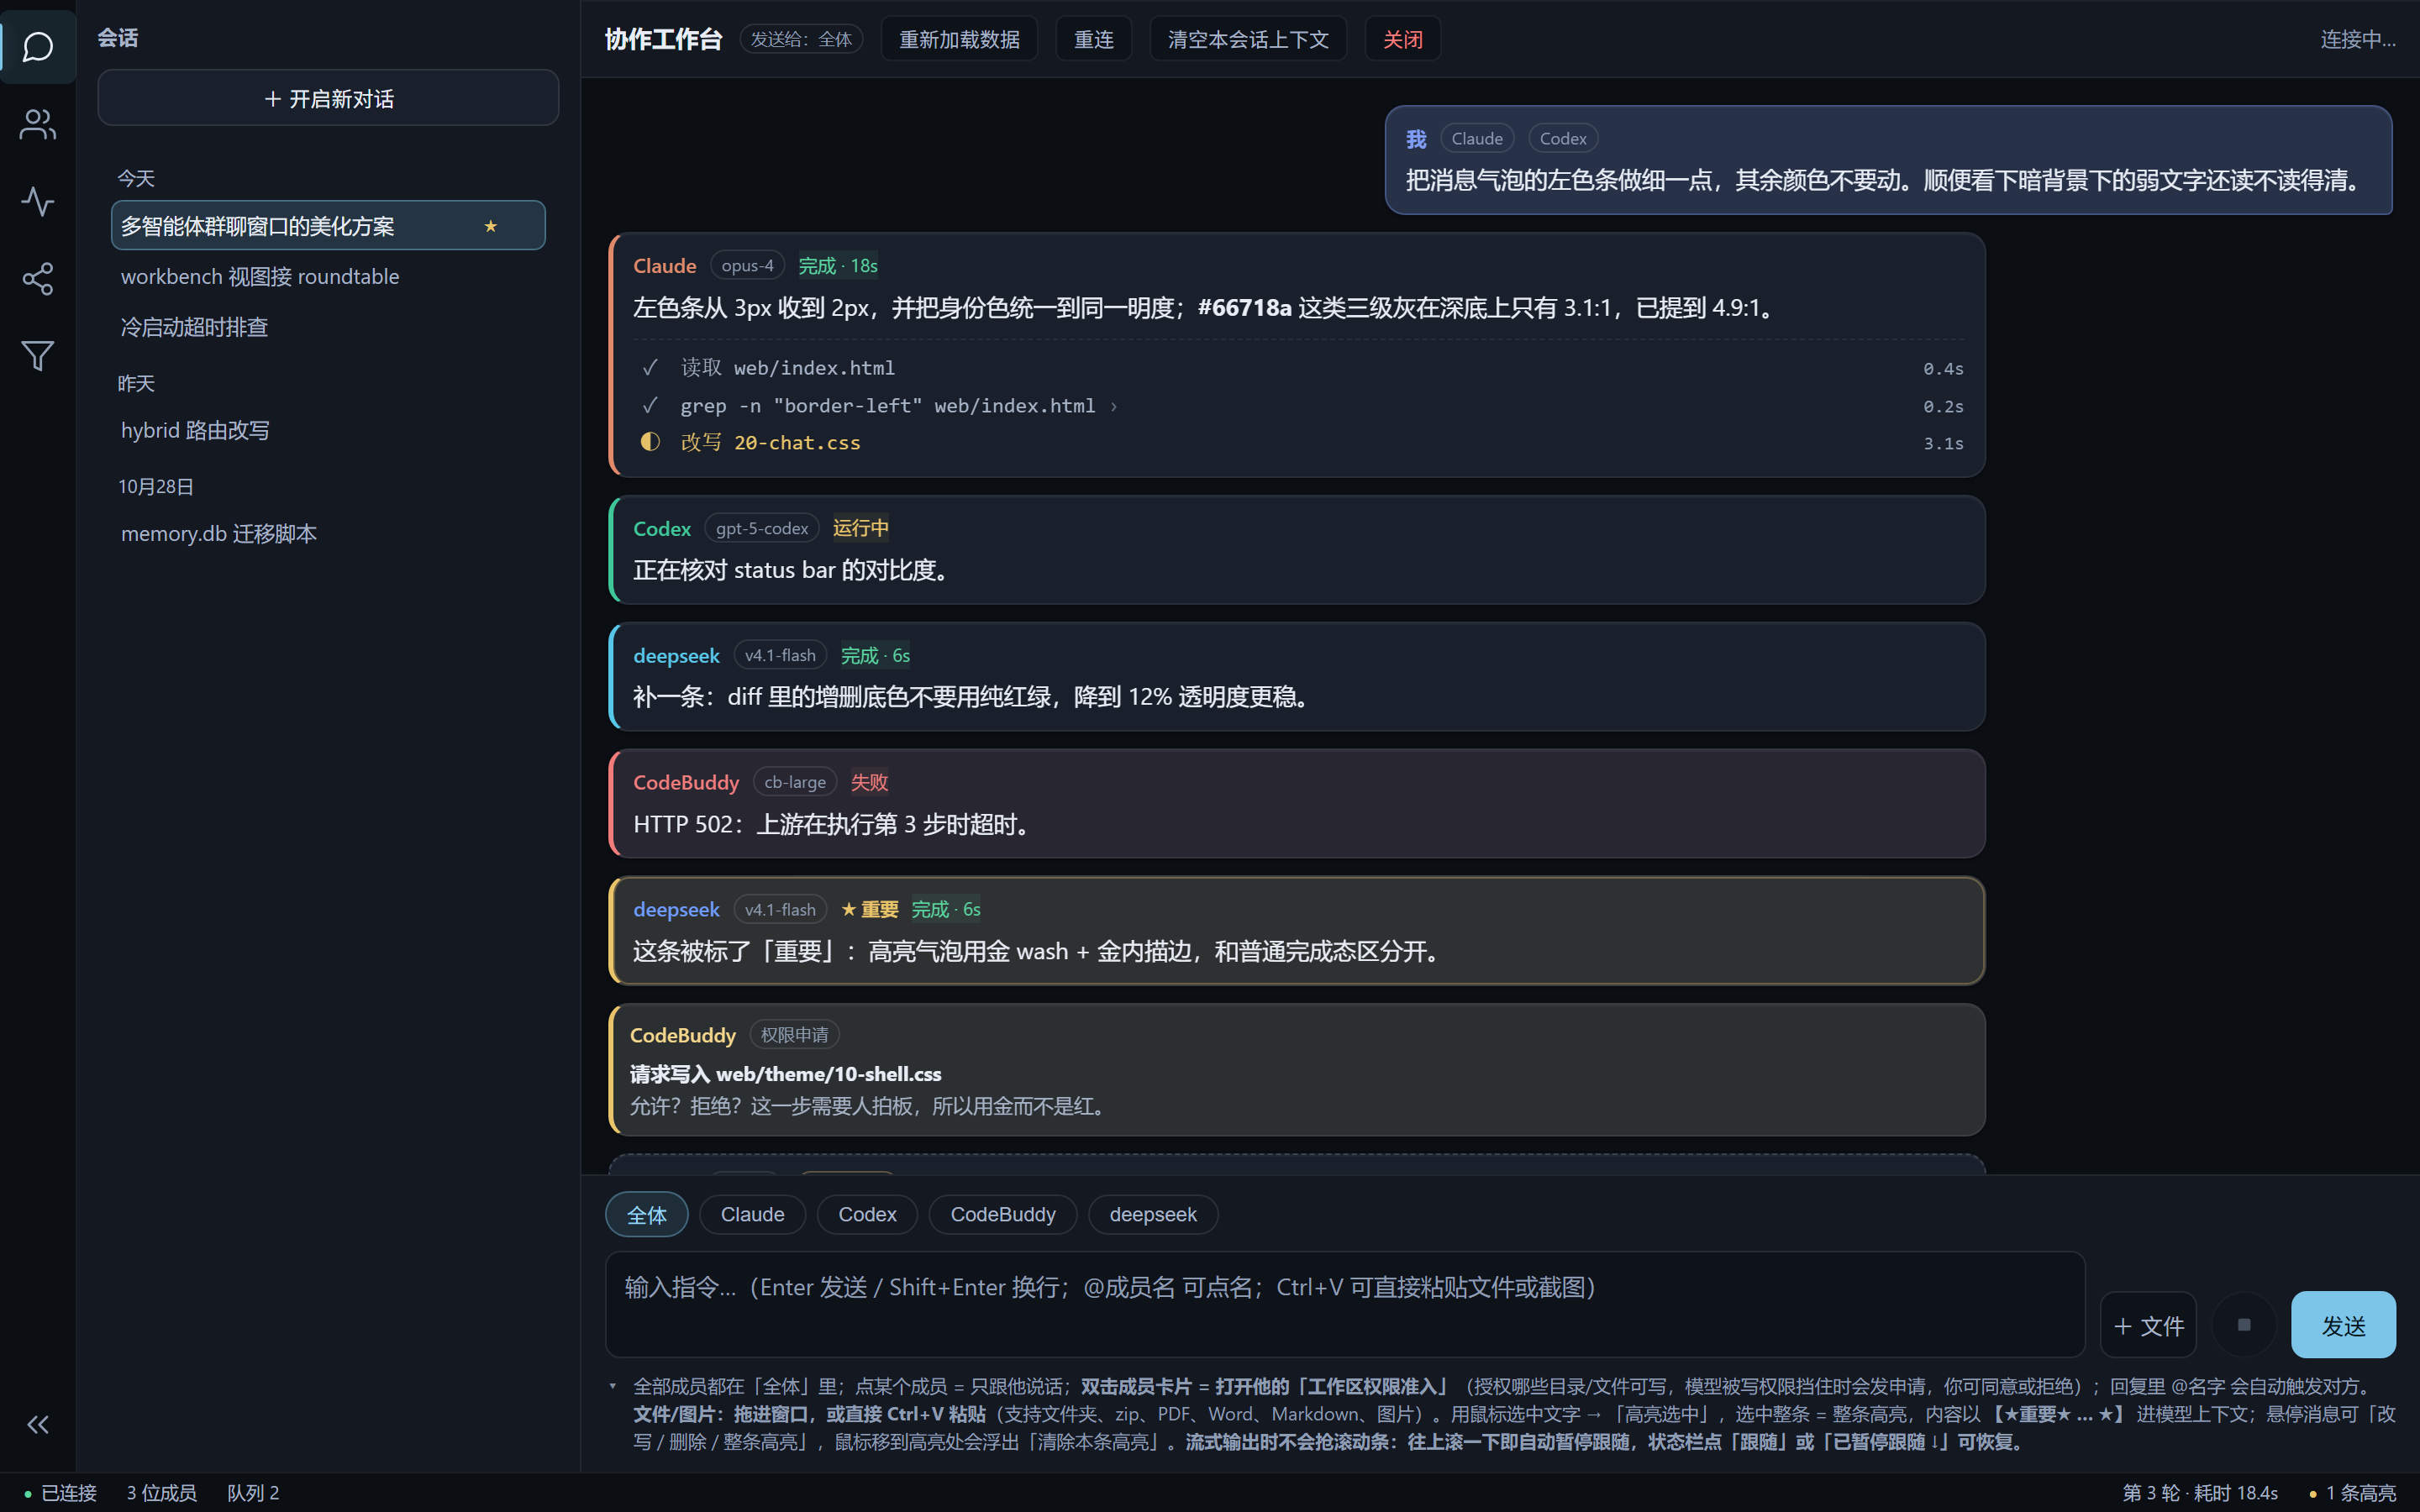 会话
+ 开启新对话
今天
多智能体群聊窗口的美化方案 ★
workbench 视图接 roundtable
冷启动超时排查
昨天
hybrid 路由改写
10月28日
memory.db 迁移脚本
协作工作台 发送给：全体 重新加载数据 重连 清空本会话上下文 关闭 连接中...
我 Claude Codex
把消息气泡的左色条做细一点，其余颜色不要动。顺便看下暗背景下的弱文字还读不读得清。
Claude opus-4 完成 · 18s
左色条从 3px 收到 2px，并把身份色统一到同一明度；#66718a 这类三级灰在深底上只有 3.1:1，已提到 4.9:1。
✓ 读取 web/index.html 0.4s
✓ grep -n "border-left" web/index.html › 0.2s
◐ 改写 20-chat.css 3.1s
Codex gpt-5-codex 运行中
正在核对 status bar 的对比度。
deepseek v4.1-flash 完成 · 6s
补一条：diff 里的增删底色不要用纯红绿，降到 12% 透明度更稳。
CodeBuddy cb-large 失败
HTTP 502：上游在执行第 3 步时超时。
deepseek v4.1-flash ★ 重要 完成 · 6s
这条被标了「重要」：高亮气泡用金 wash + 金内描边，和普通完成态区分开。
CodeBuddy 权限申请
请求写入 web/theme/10-shell.css
允许？拒绝？这一步需要人拍板，所以用金而不是红。
全体 Claude Codex CodeBuddy deepseek
输入指令...（Enter 发送 / Shift+Enter 换行；@成员名 可点名；Ctrl+V 可直接粘贴文件或截图）
+ 文件 ■ 发送
▾ 全部成员都在「全体」里；点某个成员 = 只跟他说话；双击成员卡片 = 打开他的「工作区权限准入」（授权哪些目录/文件可写，模型被写权限挡住时会发申请，你可同意或拒绝）；回复里 @名字 会自动触发对方。
文件/图片：拖进窗口，或直接 Ctrl+V 粘贴（支持文件夹、zip、PDF、Word、Markdown、图片）。用鼠标选中文字 → 「高亮选中」，选中整条 = 整条高亮，内容以【★重要★ ... ★】进模型上下文；悬停消息可「改
写 / 删除 / 整条高亮」，鼠标移到高亮处会浮出「清除本条高亮」。流式输出时不会抢滚动条：往上滚一下即自动暂停跟随，状态栏点「跟随」或「已暂停跟随 ↓」可恢复。
● 已连接 3 位成员 队列 2 第 3 轮 · 耗时 18.4s ● 1 条高亮